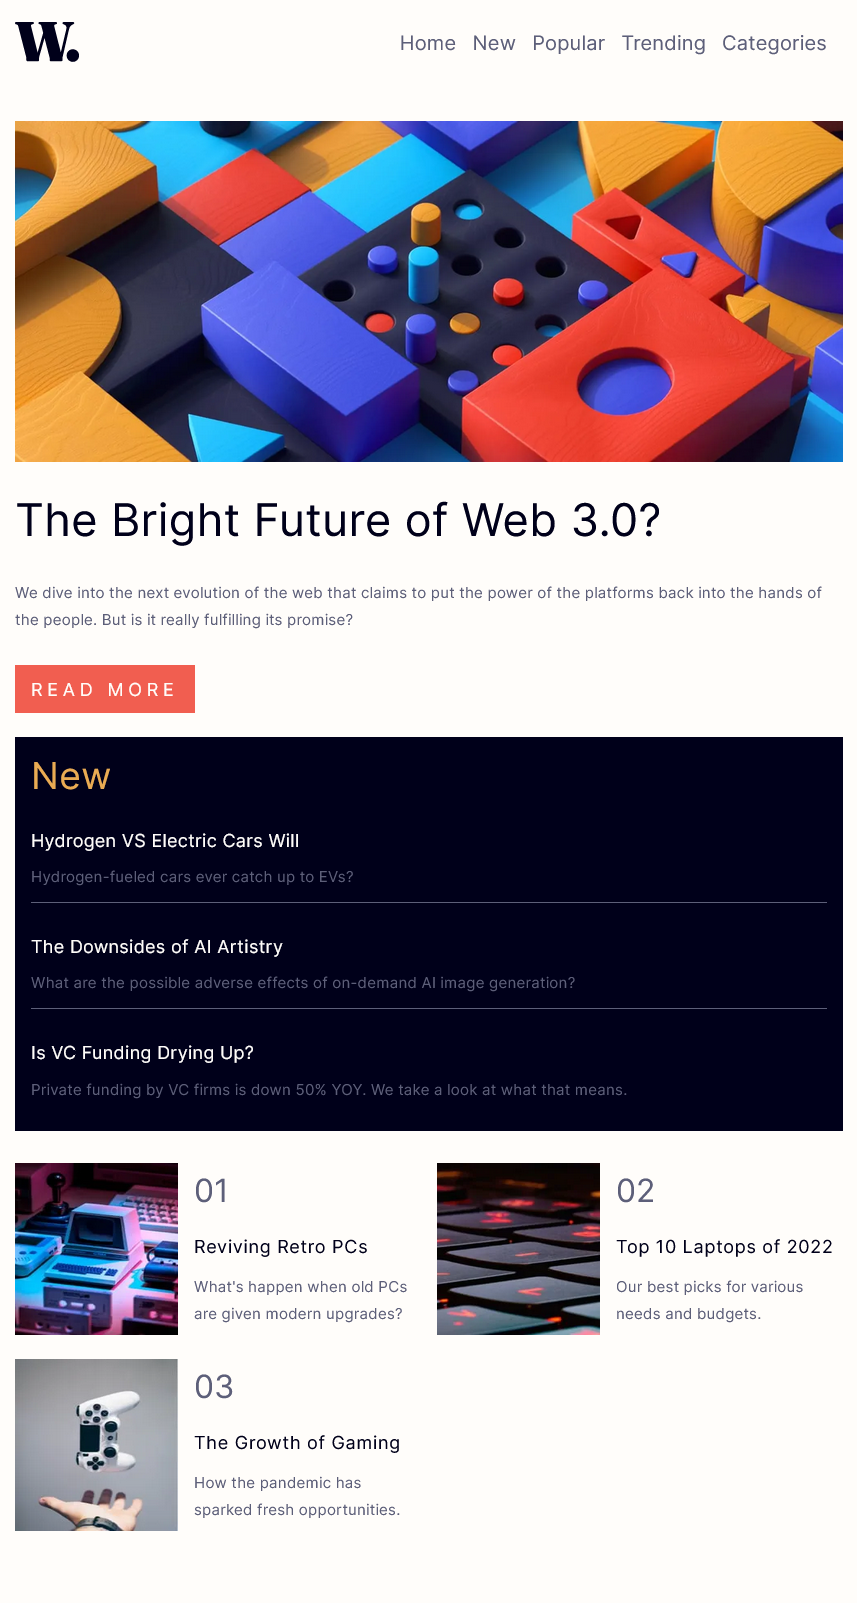 W.
Home New Popular Trending Categories
The Bright Future of Web 3.0?
We dive into the next evolution of the web that claims to put the power of the platforms back into the hands of
the people. But is it really fulfilling its promise?
READ MORE
New
Hydrogen VS Electric Cars Will
Hydrogen-fueled cars ever catch up to EVs?
The Downsides of AI Artistry
What are the possible adverse effects of on-demand AI image generation?
Is VC Funding Drying Up?
Private funding by VC firms is down 50% YOY. We take a look at what that means.
01
Reviving Retro PCs
What's happen when old PCs
are given modern upgrades?
02
Top 10 Laptops of 2022
Our best picks for various
needs and budgets.
03
The Growth of Gaming
How the pandemic has
sparked fresh opportunities.